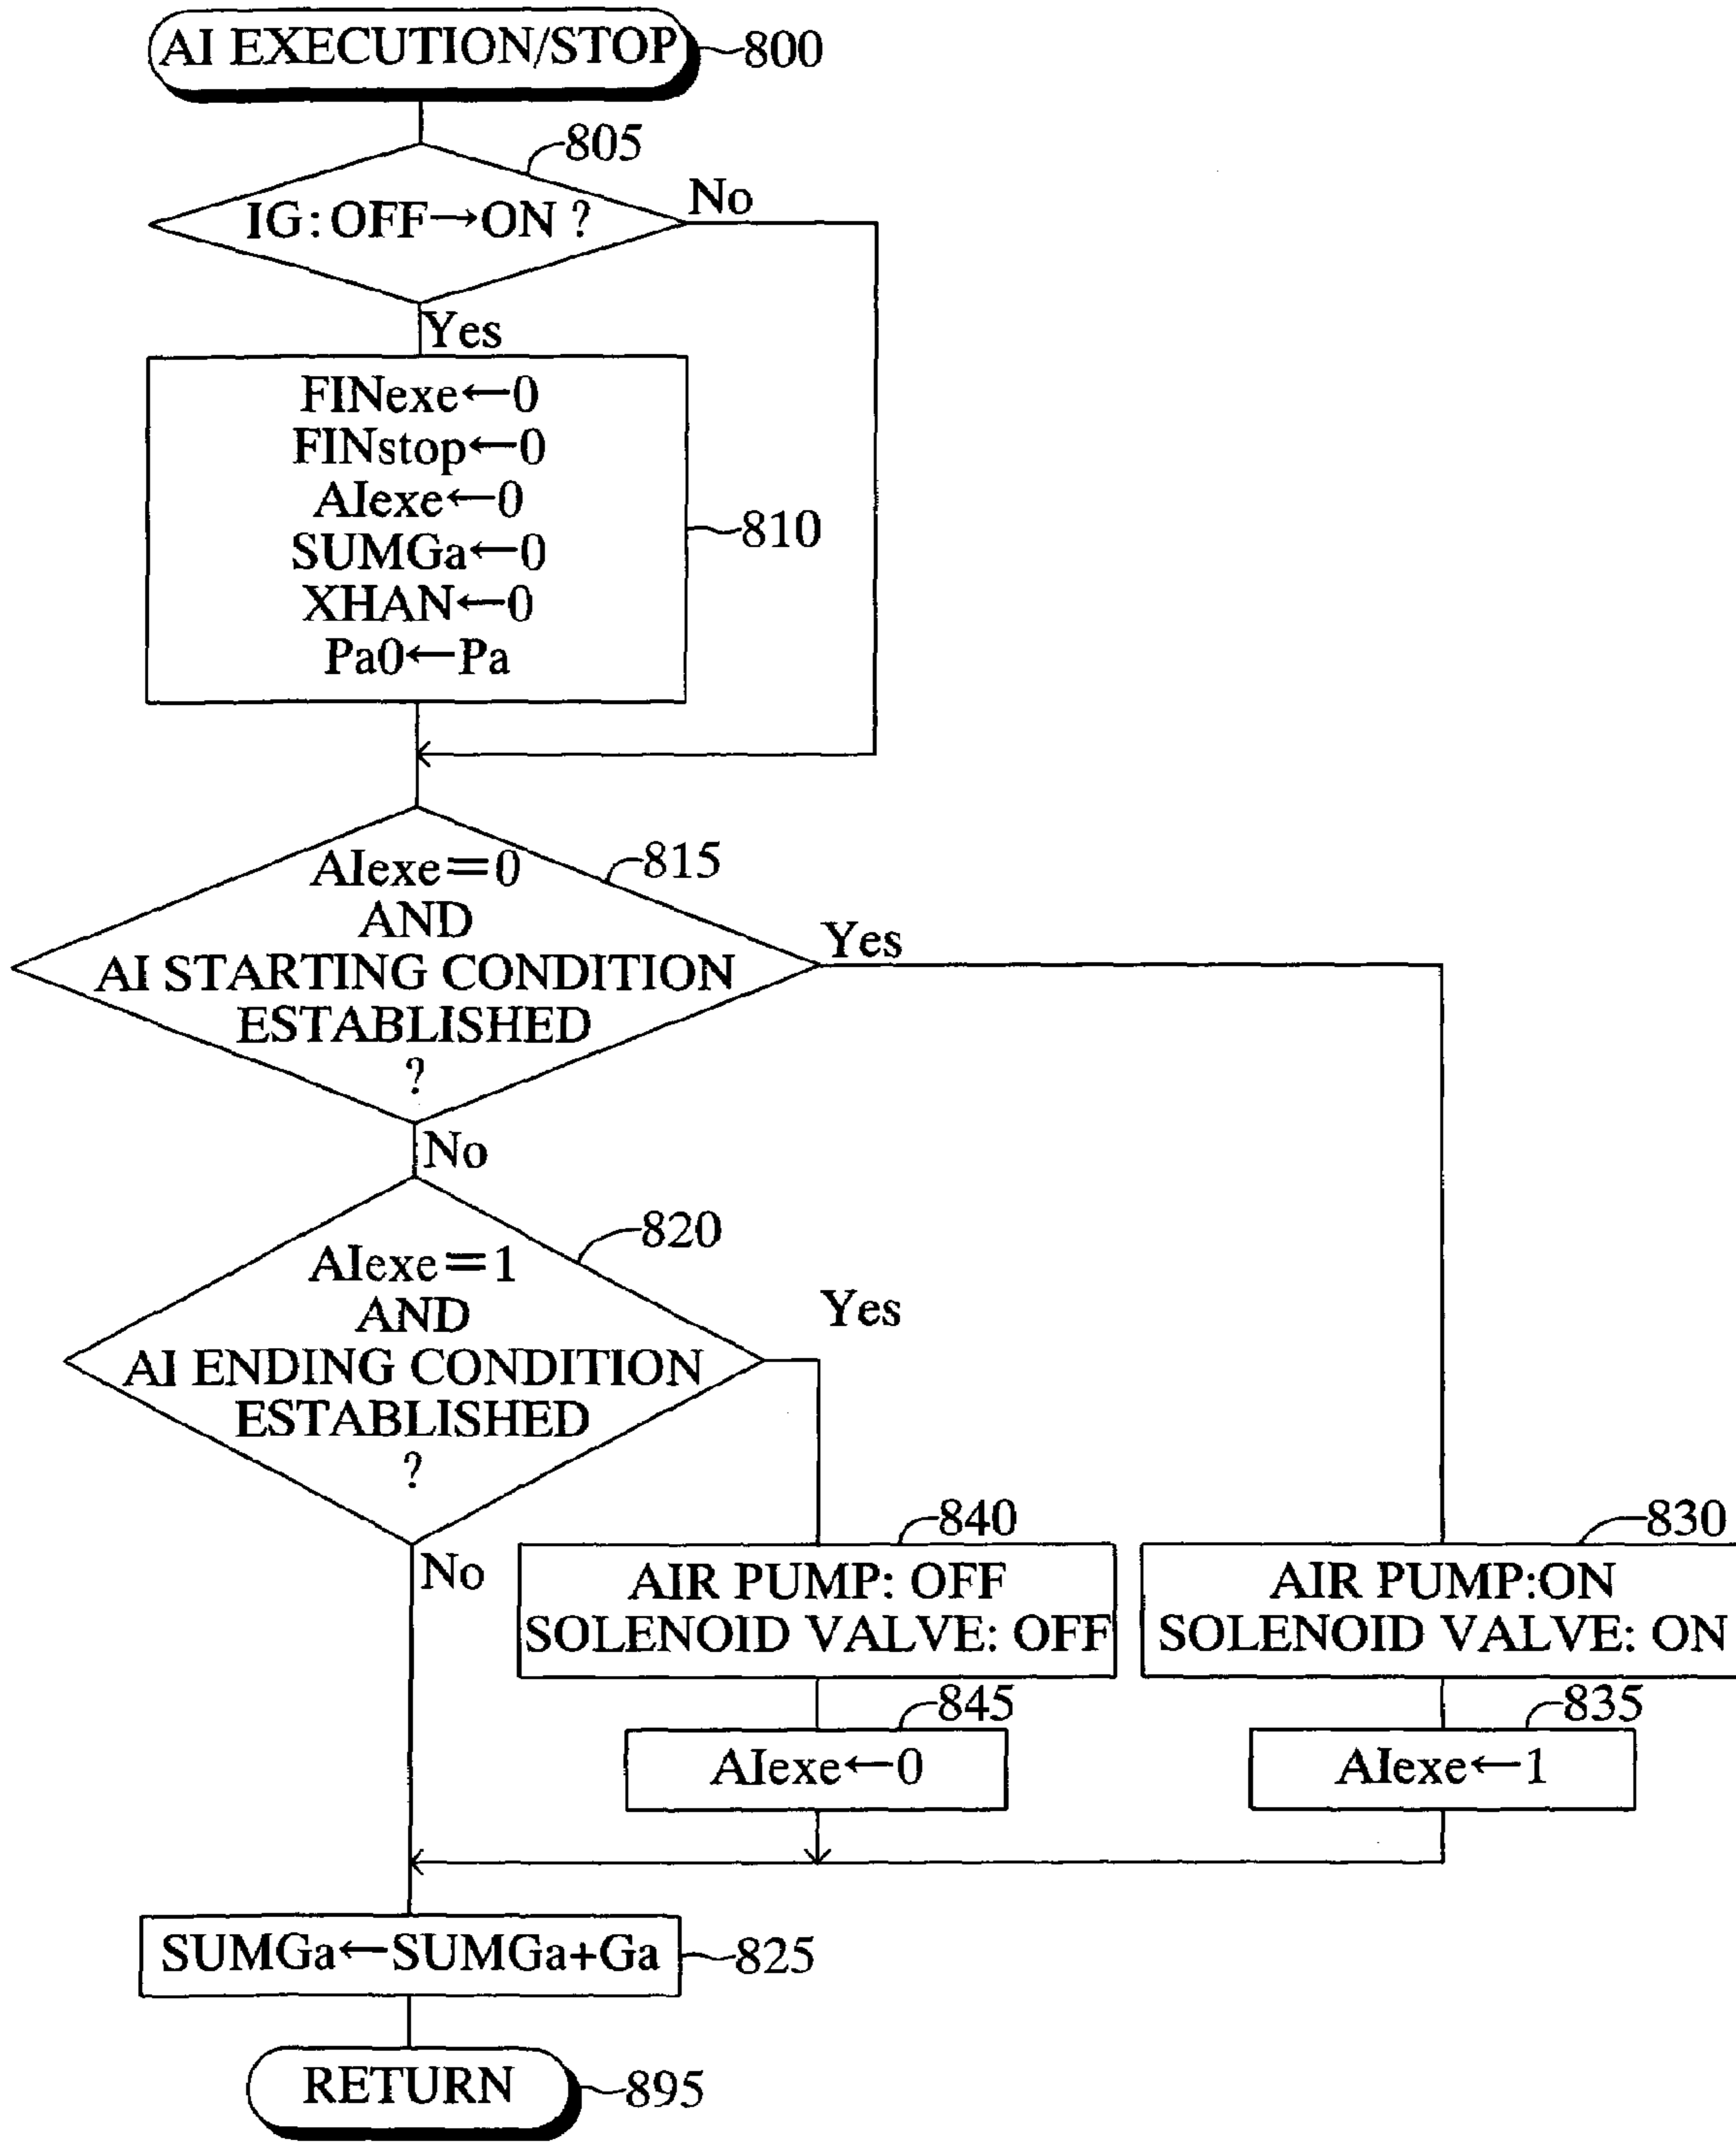 AI EXECUTION/STOP
800
805
IG:OFF→ON ?
No
Yes
FINexe←0
FINstop←0
AIexe←0
SUMGa←0
XHAN←0
Pa0←Pa
810
AIexe=0
AND
AI STARTING CONDITION
ESTABLISHED
?
815
Yes
No
AIexe=1
AND
AI ENDING CONDITION
ESTABLISHED
?
820
Yes
No
840
AIR PUMP: OFF
SOLENOID VALVE: OFF
830
AIR PUMP:ON
SOLENOID VALVE: ON
845
AIexe←0
835
AIexe←1
SUMGa←SUMGa+Ga
825
RETURN
895